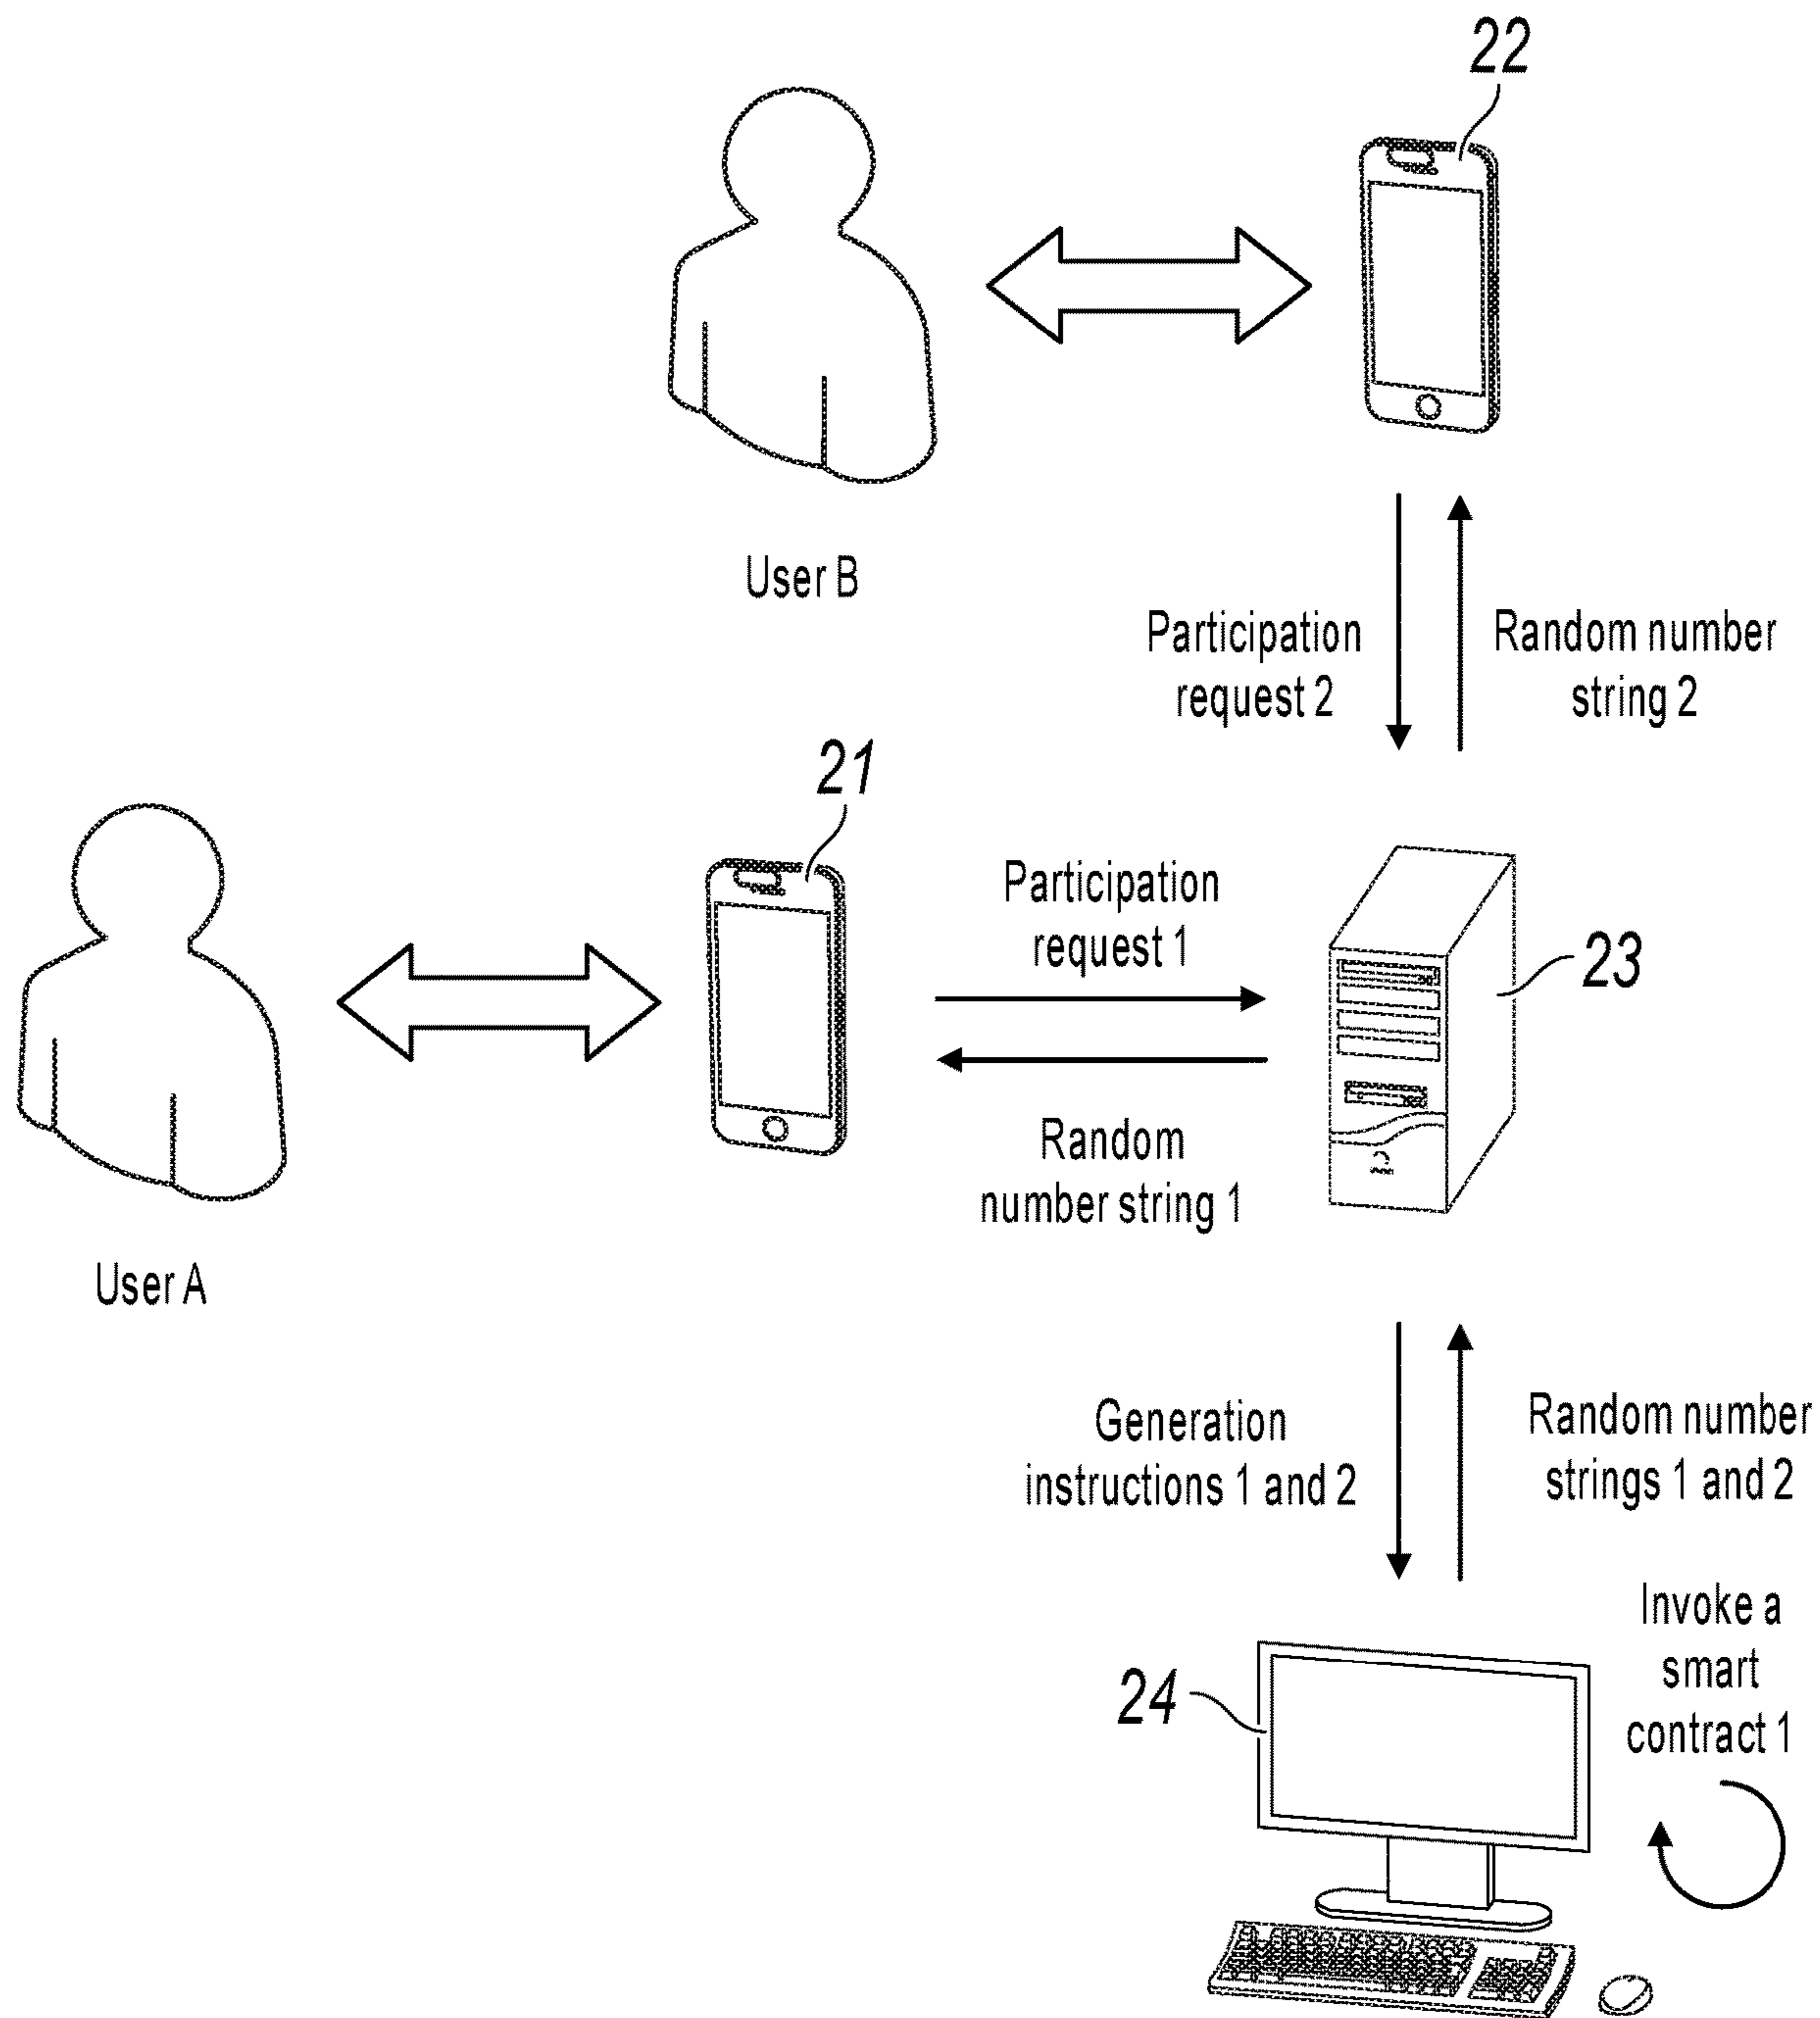 22
User B
Participation
request 2
Random number
string 2
21
Participation
request 1
23
Random
number string 1
User A
Generation
instructions 1 and 2
Random number
strings 1 and 2
Invoke a
smart
contract 1
24